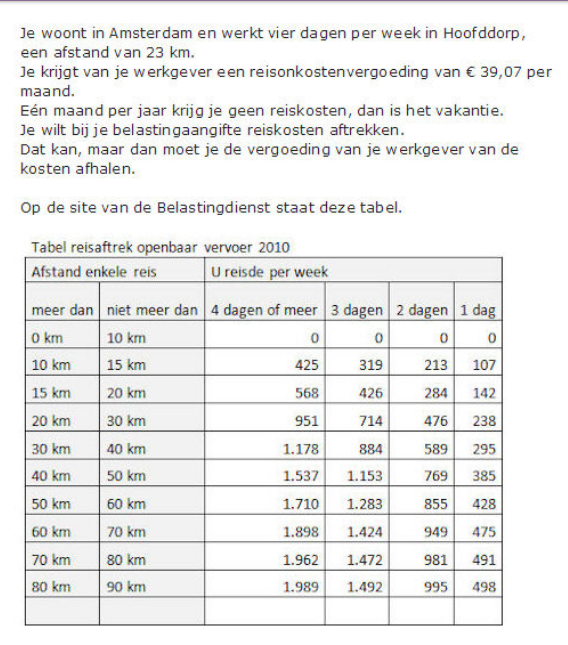 Je woont in Amsterdam en werkt vier dagen per week in Hoofddorp,
een afstand van 23 km.
Je krijgt van je werkgever een reisonkostenvergoeding van € 39,07 per
maand.
Eén maand per jaar krijg je geen reiskosten, dan is het vakantie.
Je wilt bij je belastingaangifte reiskosten aftrekken.
Dat kan, maar dan moet je de vergoeding van je werkgever van de
kosten afhalen.
Op de site van de Belastingdienst staat deze tabel.
Tabel reisaftrek openbaar vervoer 2010
Afstand enkele reis U reisde per week
meer dan niet meer dan 4 dagen of meer 3 dagen 2 dagen 1 dag
0 km 10 km 0 0 0 0
10 km 15 km 425 319 213 107
15 km 20 km 568 426 284 142
20 km 30 km 951 714 476 238
30 km 40 km 1.178 884 589 295
40 km 50 km 1.537 1.153 769 385
50 km 60 km 1.710 1.283 855 428
60 km 70 km 1.898 1.424 949 475
70 km 80 km 1.962 1.472 981 491
80 km 90 km 1.989 1.492 995 498